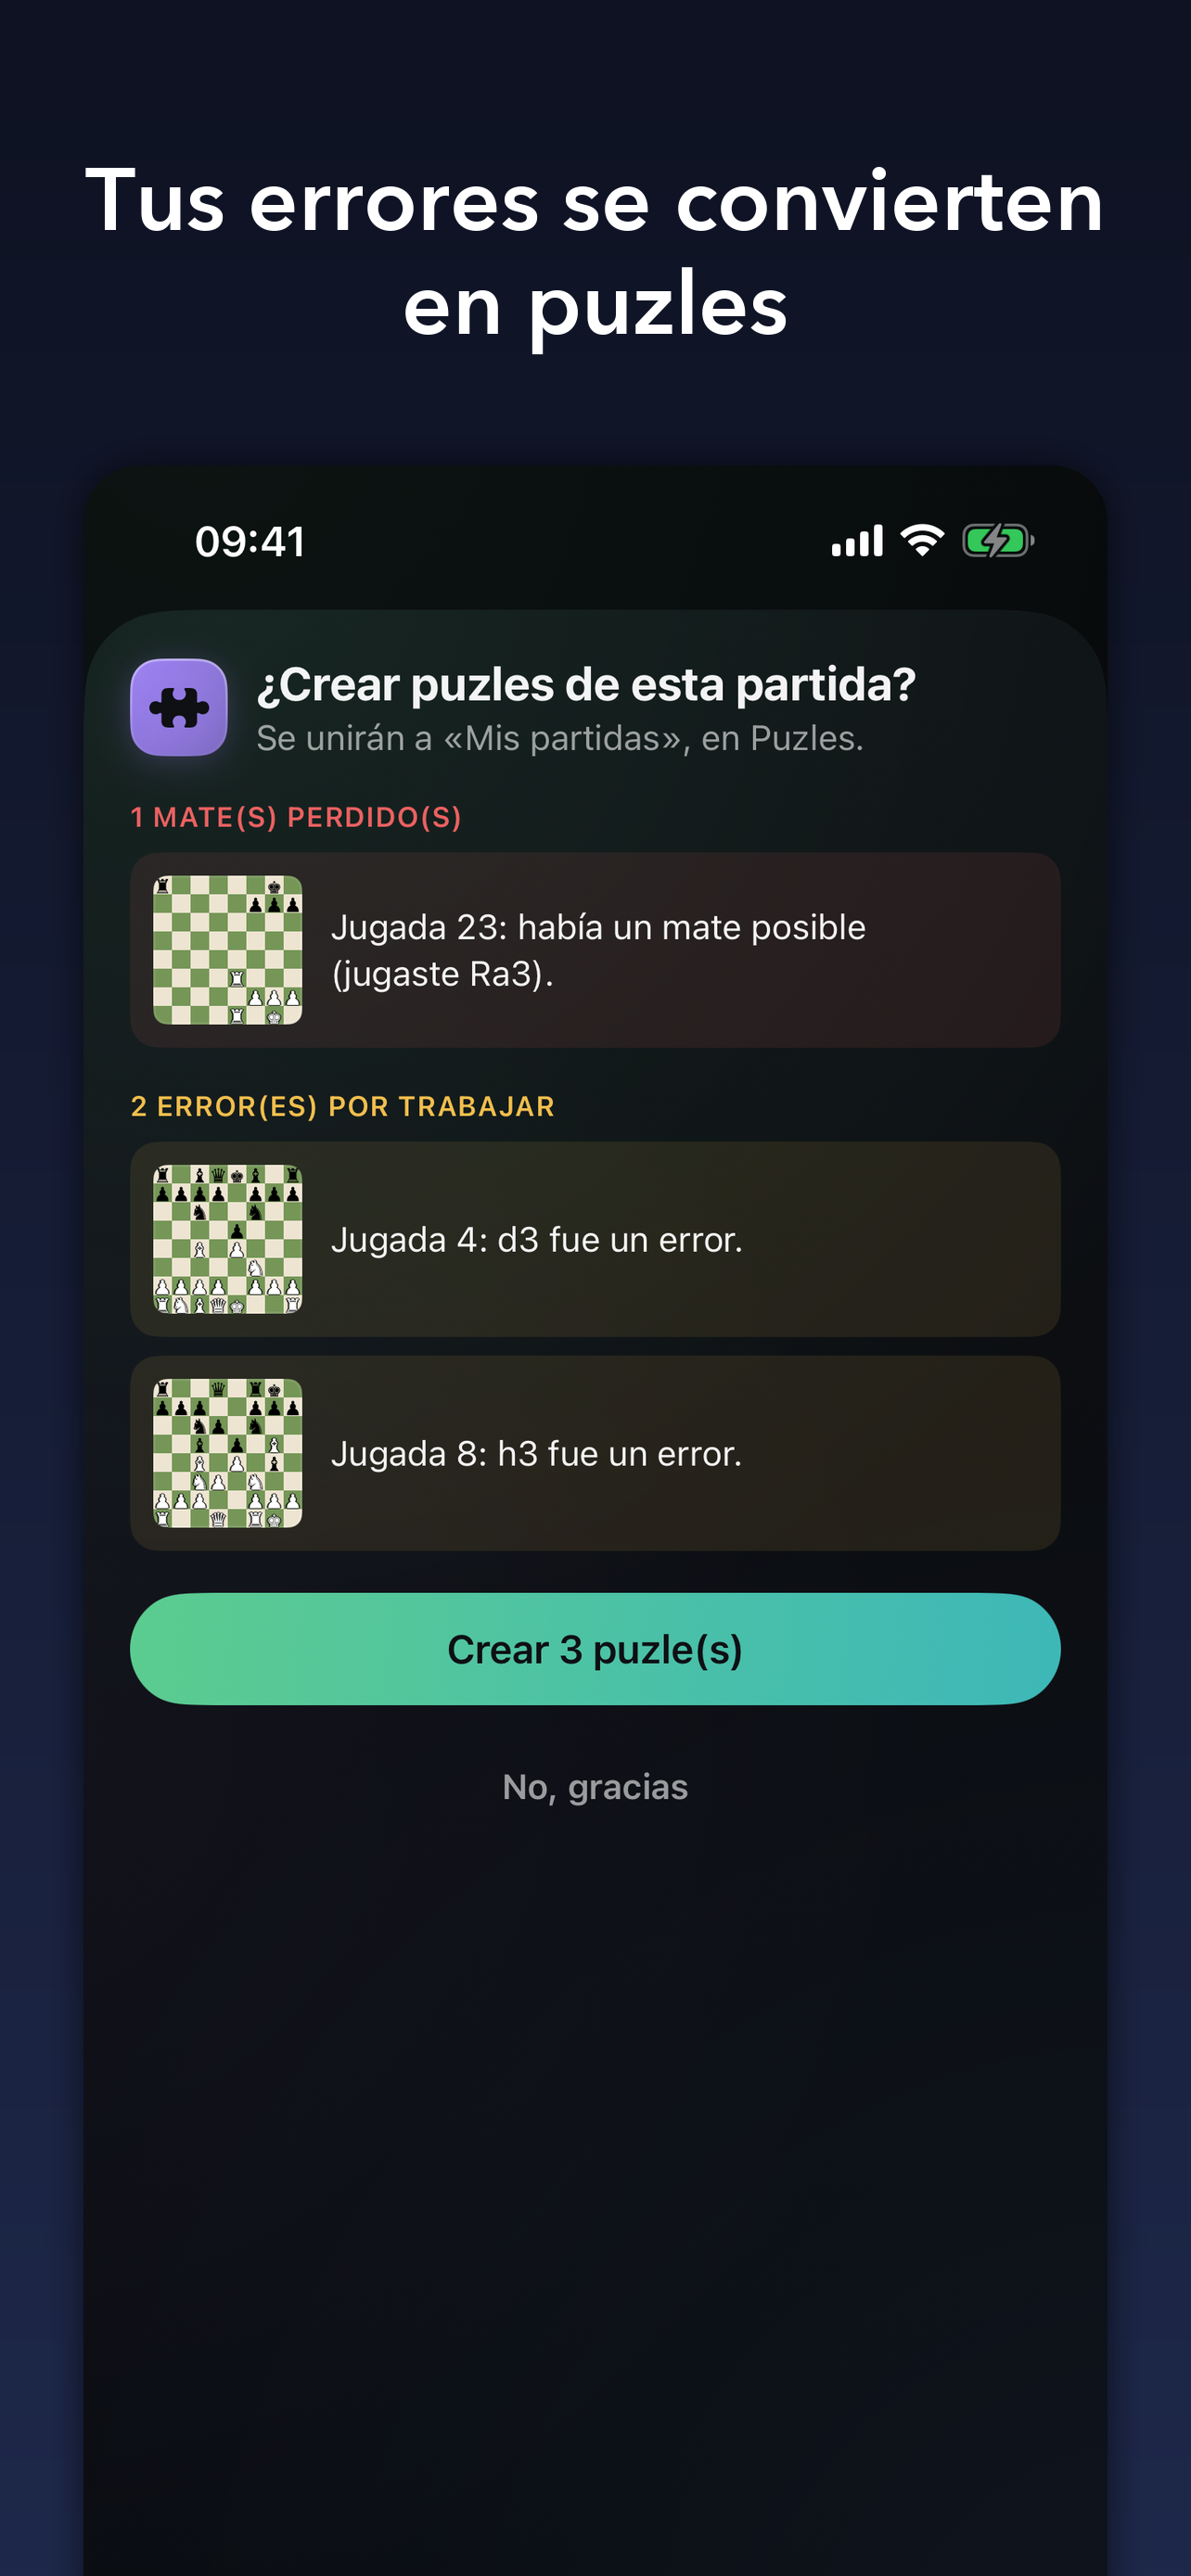 Tus errores se convierten
en puzles
09:41
¿Crear puzles de esta partida?
Se unirán a «Mis partidas», en Puzles.
1 MATE(S) PERDIDO(S)
Jugada 23: había un mate posible
(jugaste Ra3).
2 ERROR(ES) POR TRABAJAR
Jugada 4: d3 fue un error.
Jugada 8: h3 fue un error.
Crear 3 puzle(s)
No, gracias